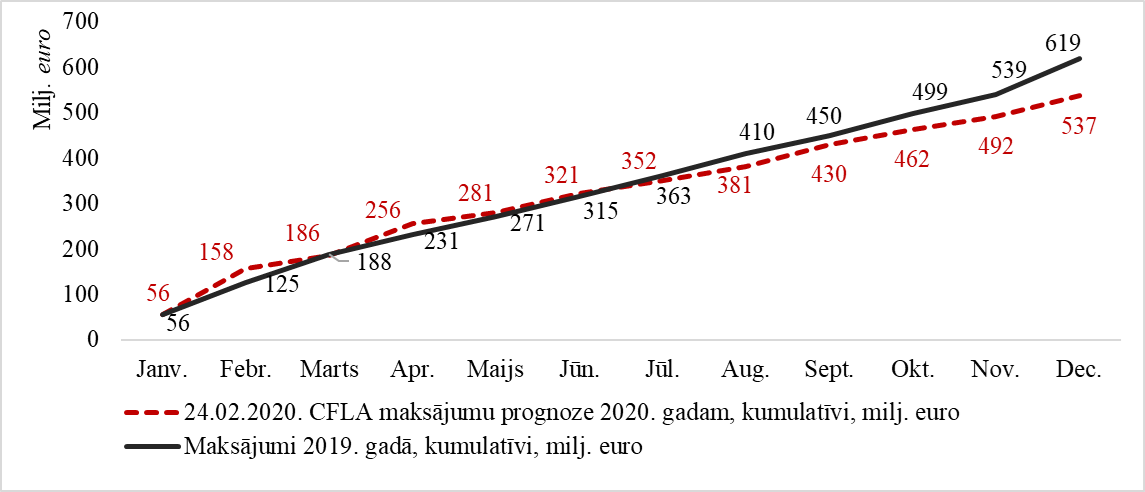 Milj. euro
700
600
500
400
300
200
100
0
56 158 186 256 281 321 352 381 430 462 492 537
56 125 188 231 271 315 363 410 450 499 539 619
Janv. Febr. Marts Apr. Maijs Jūn. Jūl. Aug. Sept. Okt. Nov. Dec.
24.02.2020. CFLA maksājumu prognoze 2020. gadam, kumulatīvi, milj. euro
Maksājumi 2019. gadā, kumulatīvi, milj. euro